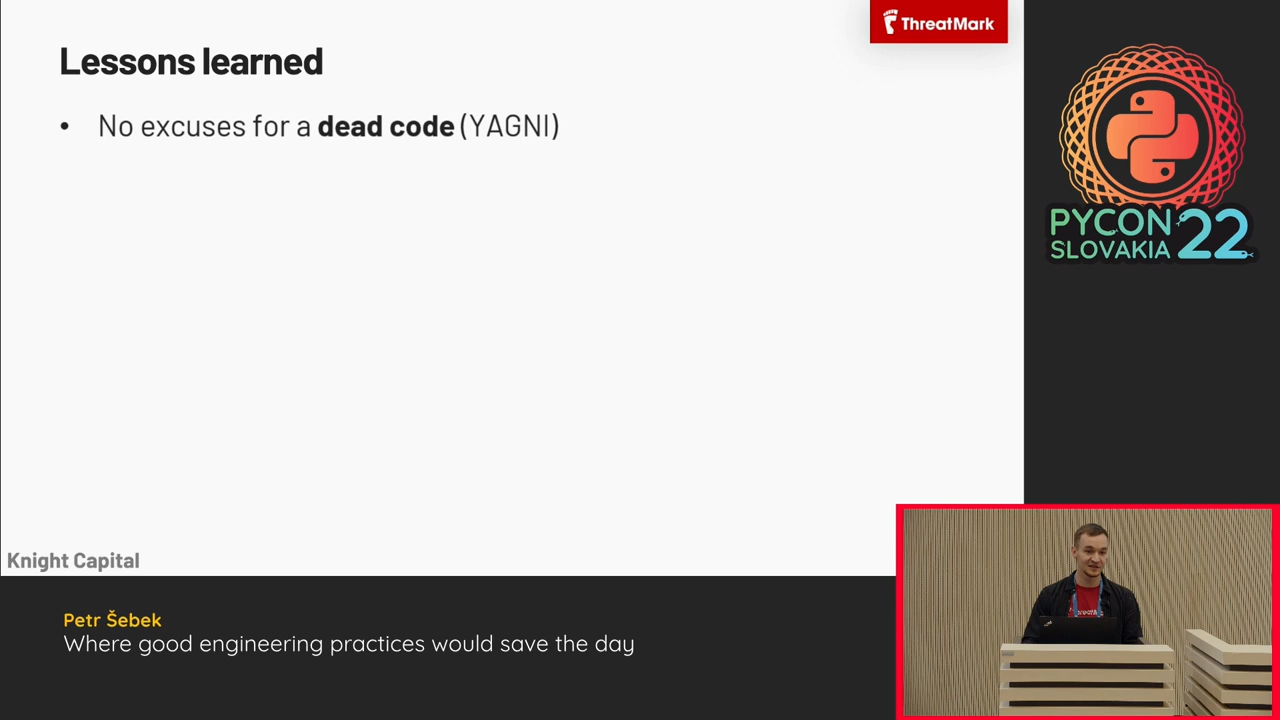 ThreatMark
Lessons learned
• No excuses for a dead code (YAGNI)
PYCON
SLOVAKIA
22
Knight Capital
Petr Šebek
Where good engineering practices would save the day